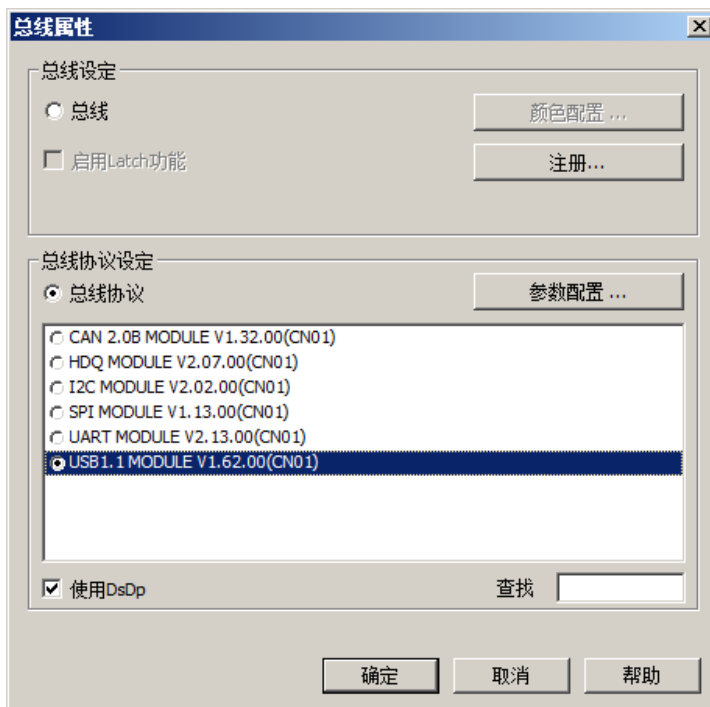 总线属性
总线设定
总线
颜色配置 ...
启用Latch功能
注册...
总线协议设定
总线协议
参数配置 ...
CAN 2.0B MODULE V1.32.00(CN01)
HDQ MODULE V2.07.00(CN01)
I2C MODULE V2.02.00(CN01)
SPI MODULE V1.13.00(CN01)
UART MODULE V2.13.00(CN01)
USB1.1 MODULE V1.62.00(CN01)
使用DsDp
查找
确定
取消
帮助